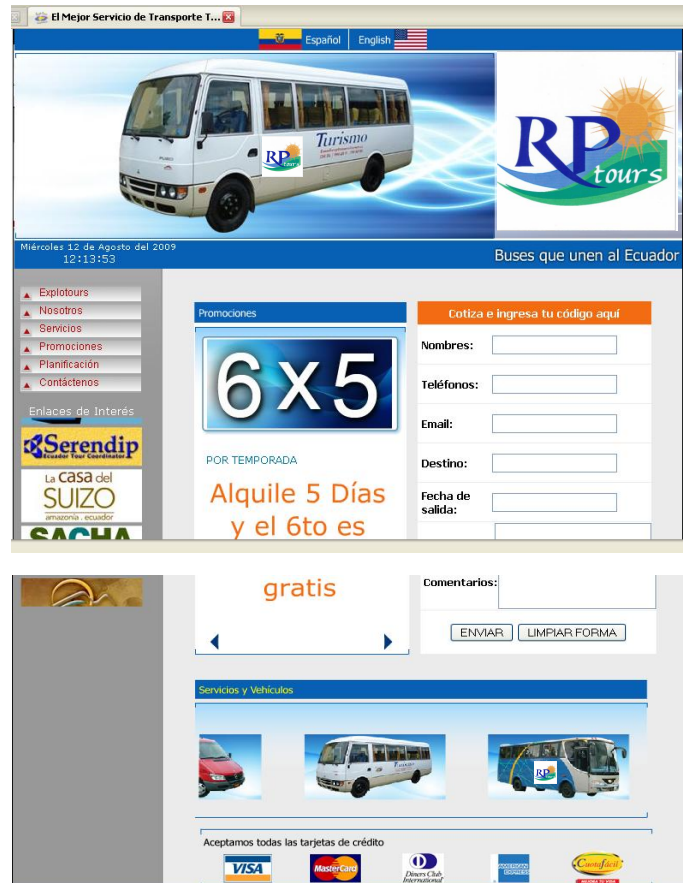 El Mejor Servicio de Transporte T...
Español English
Turismo
RP
tours
RP
tours
Miércoles 12 de Agosto del 2009
12:13:53
Buses que unen al Ecuador
Explotours
Nosotros
Servicios
Promociones
Planificación
Contáctenos
Enlaces de Interés
Serendip
Ecuador Tour Coordinator
La Casa del
SUIZO
amazonía . ecuador
SACHA
Promociones
6x5
POR TEMPORADA
Alquile 5 Días
y el 6to es
Cotiza e ingresa tu código aquí
Nombres:
Teléfonos:
Email:
Destino:
Fecha de
salida:
gratis
Comentarios:
ENVIAR LIMPIAR FORMA
Servicios y Vehículos
Turismo
RP
Aceptamos todas las tarjetas de crédito
VISA
MasterCard
Diners Club
International
AMERICAN
EXPRESS
Cuotafácil